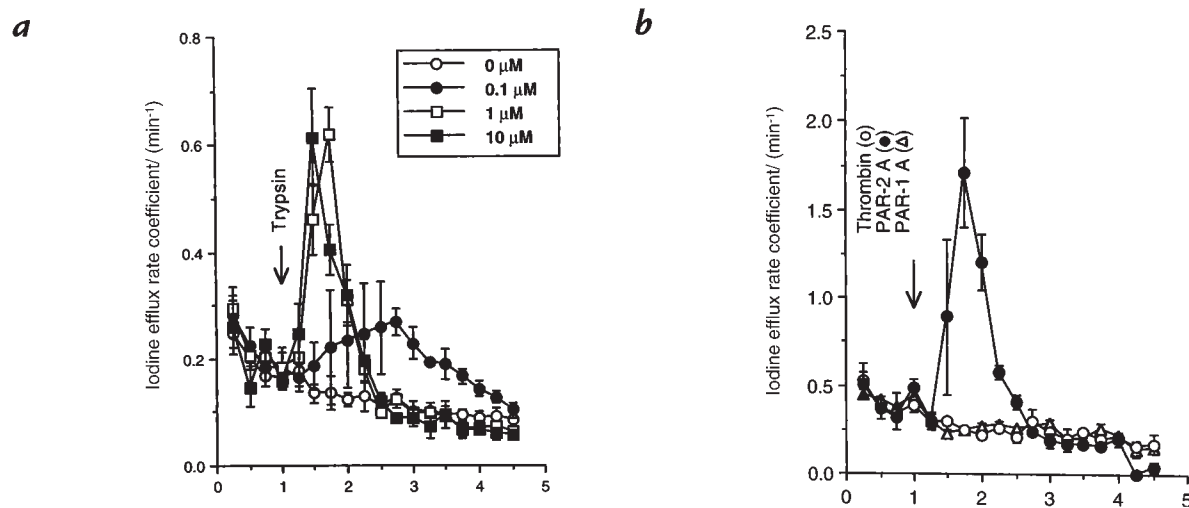 a
Iodine efflux rate coefficient/ (min⁻¹)
0.8
0.6
0.4
0.2
0.0
0 1 2 3 4 5
Trypsin
0 μM
0.1 μM
1 μM
10 μM
b
Iodine efflux rate coefficient/ (min⁻¹)
2.5
2.0
1.5
1.0
0.5
0.0
0 1 2 3 4 5
Thrombin (o)
PAR-2 A (●)
PAR-1 A (Δ)